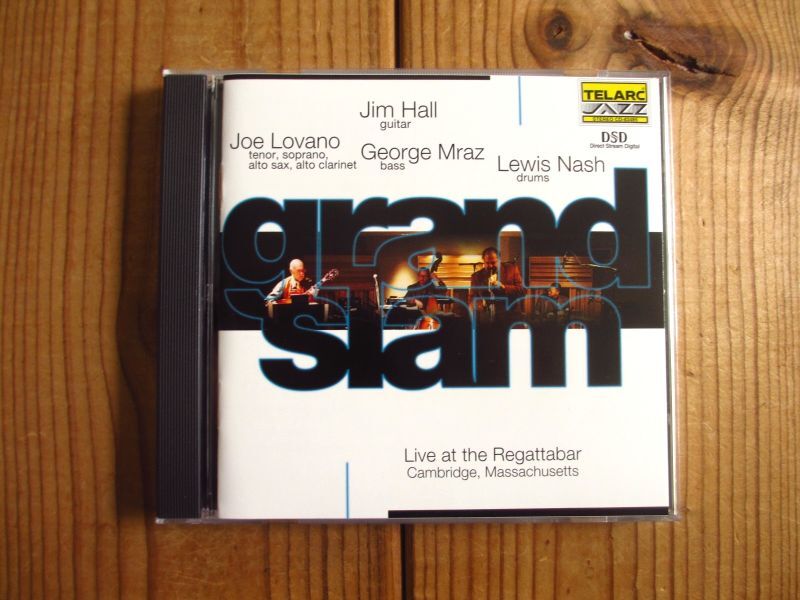 Jim Hall
guitar
Joe Lovano
tenor, soprano,
alto sax, alto clarinet
George Mraz
bass
Lewis Nash
drums
TELARC
JAZZ
DSD
Direct Stream Digital
grand
slam
Live at the Regattabar
Cambridge, Massachusetts